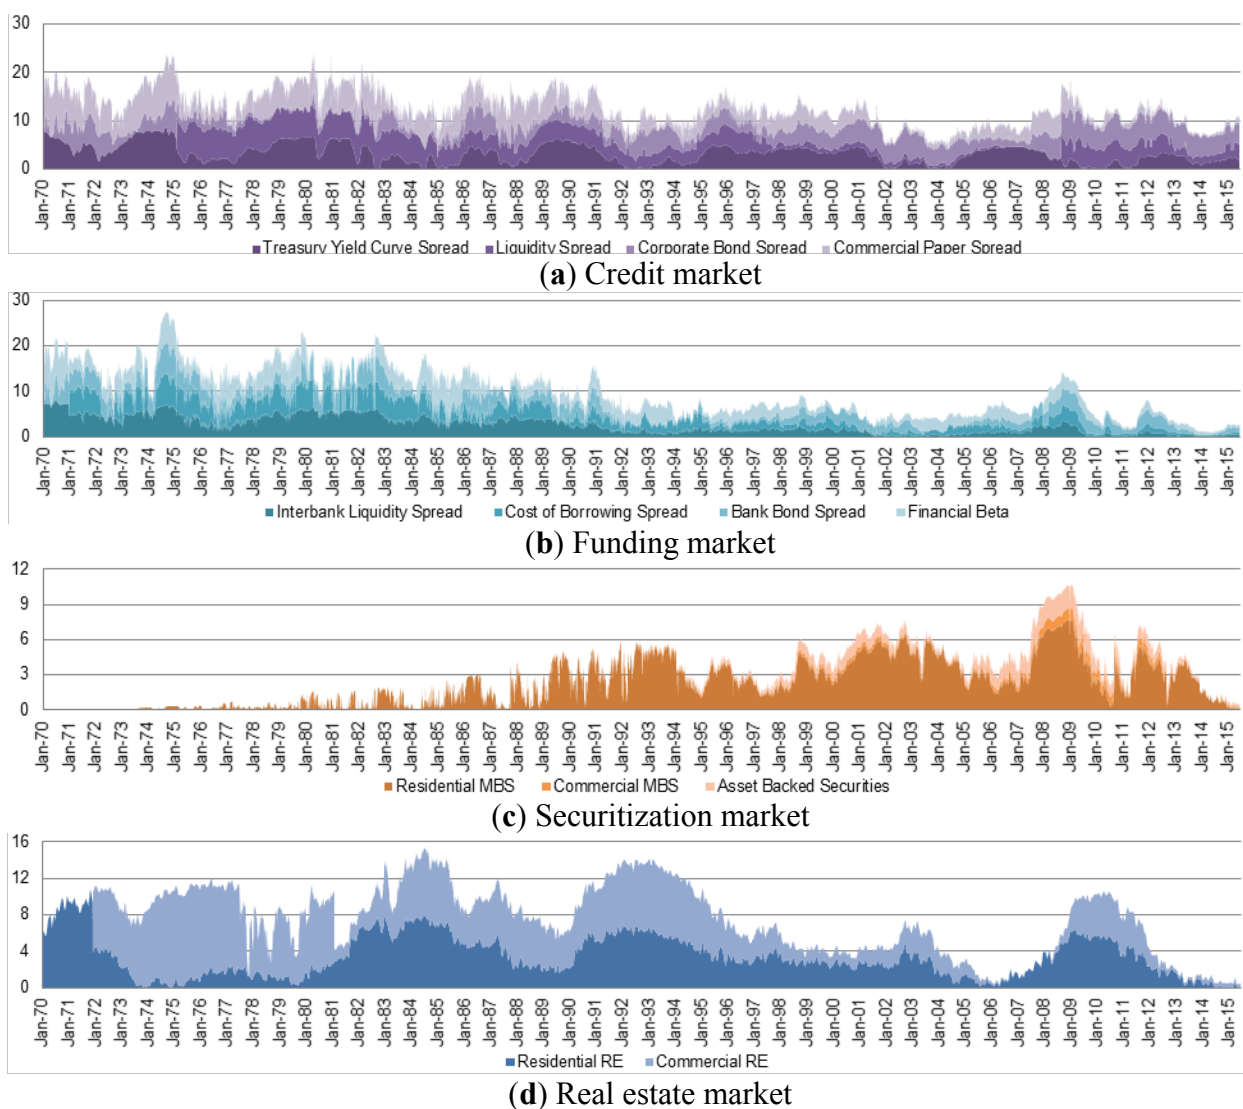 30
20
10
0
Jan-70 Jan-71 Jan-72 Jan-73 Jan-74 Jan-75 Jan-76 Jan-77 Jan-78 Jan-79 Jan-80 Jan-81 Jan-82 Jan-83 Jan-84 Jan-85 Jan-86 Jan-87 Jan-88 Jan-89 Jan-90 Jan-91 Jan-92 Jan-93 Jan-94 Jan-95 Jan-96 Jan-97 Jan-98 Jan-99 Jan-00 Jan-01 Jan-02 Jan-03 Jan-04 Jan-05 Jan-06 Jan-07 Jan-08 Jan-09 Jan-10 Jan-11 Jan-12 Jan-13 Jan-14 Jan-15
Treasury Yield Curve Spread Liquidity Spread Corporate Bond Spread Commercial Paper Spread
(a) Credit market
30
20
10
0
Jan-70 Jan-71 Jan-72 Jan-73 Jan-74 Jan-75 Jan-76 Jan-77 Jan-78 Jan-79 Jan-80 Jan-81 Jan-82 Jan-83 Jan-84 Jan-85 Jan-86 Jan-87 Jan-88 Jan-89 Jan-90 Jan-91 Jan-92 Jan-93 Jan-94 Jan-95 Jan-96 Jan-97 Jan-98 Jan-99 Jan-00 Jan-01 Jan-02 Jan-03 Jan-04 Jan-05 Jan-06 Jan-07 Jan-08 Jan-09 Jan-10 Jan-11 Jan-12 Jan-13 Jan-14 Jan-15
Interbank Liquidity Spread Cost of Borrowing Spread Bank Bond Spread Financial Beta
(b) Funding market
12
9
6
3
0
Jan-70 Jan-71 Jan-72 Jan-73 Jan-74 Jan-75 Jan-76 Jan-77 Jan-78 Jan-79 Jan-80 Jan-81 Jan-82 Jan-83 Jan-84 Jan-85 Jan-86 Jan-87 Jan-88 Jan-89 Jan-90 Jan-91 Jan-92 Jan-93 Jan-94 Jan-95 Jan-96 Jan-97 Jan-98 Jan-99 Jan-00 Jan-01 Jan-02 Jan-03 Jan-04 Jan-05 Jan-06 Jan-07 Jan-08 Jan-09 Jan-10 Jan-11 Jan-12 Jan-13 Jan-14 Jan-15
Residential MBS Commercial MBS Asset Backed Securities
(c) Securitization market
16
12
8
4
0
Jan-70 Jan-71 Jan-72 Jan-73 Jan-74 Jan-75 Jan-76 Jan-77 Jan-78 Jan-79 Jan-80 Jan-81 Jan-82 Jan-83 Jan-84 Jan-85 Jan-86 Jan-87 Jan-88 Jan-89 Jan-90 Jan-91 Jan-92 Jan-93 Jan-94 Jan-95 Jan-96 Jan-97 Jan-98 Jan-99 Jan-00 Jan-01 Jan-02 Jan-03 Jan-04 Jan-05 Jan-06 Jan-07 Jan-08 Jan-09 Jan-10 Jan-11 Jan-12 Jan-13 Jan-14 Jan-15
Residential RE Commercial RE
(d) Real estate market